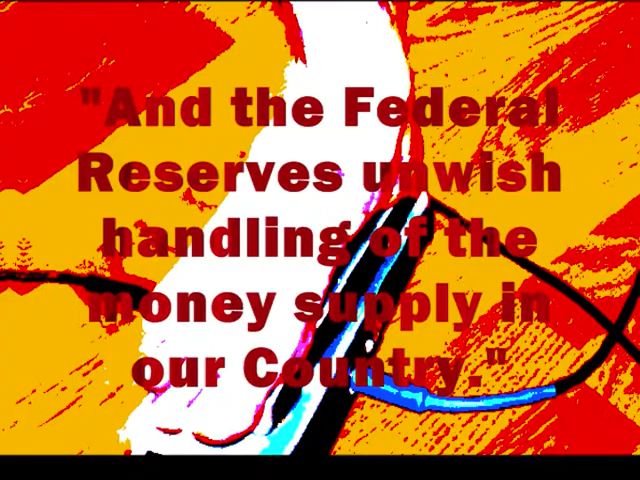 "And the Federal
Reserves unwish
handling of the
money supply in
our Country."